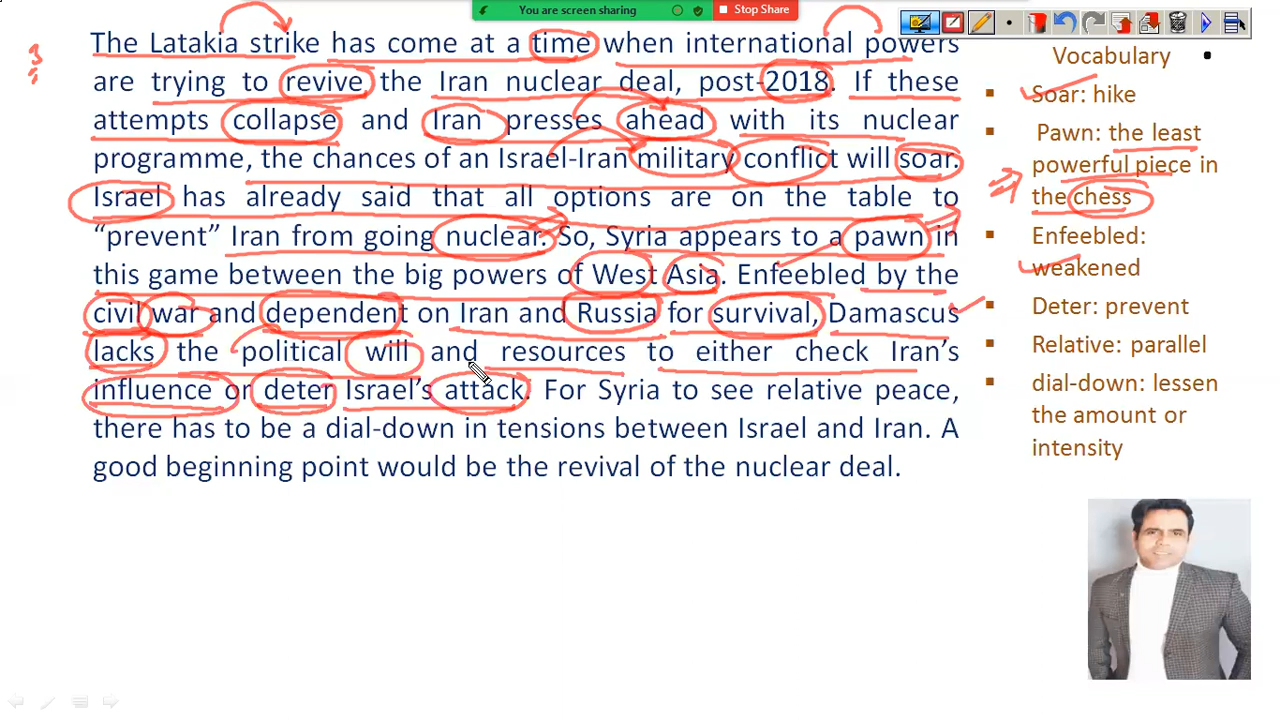 You are screen sharing
Stop Share
The Latakia strike has come at a time when international powers
are trying to revive the Iran nuclear deal, post-2018. If these
attempts collapse and Iran presses ahead with its nuclear
programme, the chances of an Israel-Iran military conflict will soar.
Israel has already said that all options are on the table to
“prevent” Iran from going nuclear. So, Syria appears to a pawn in
this game between the big powers of West Asia. Enfeebled by the
civil war and dependent on Iran and Russia for survival, Damascus
lacks the political will and resources to either check Iran’s
influence or deter Israel’s attack. For Syria to see relative peace,
there has to be a dial-down in tensions between Israel and Iran. A
good beginning point would be the revival of the nuclear deal.
Vocabulary
Soar: hike
Pawn: the least
powerful piece in
the chess
Enfeebled:
weakened
Deter: prevent
Relative: parallel
dial-down: lessen
the amount or
intensity